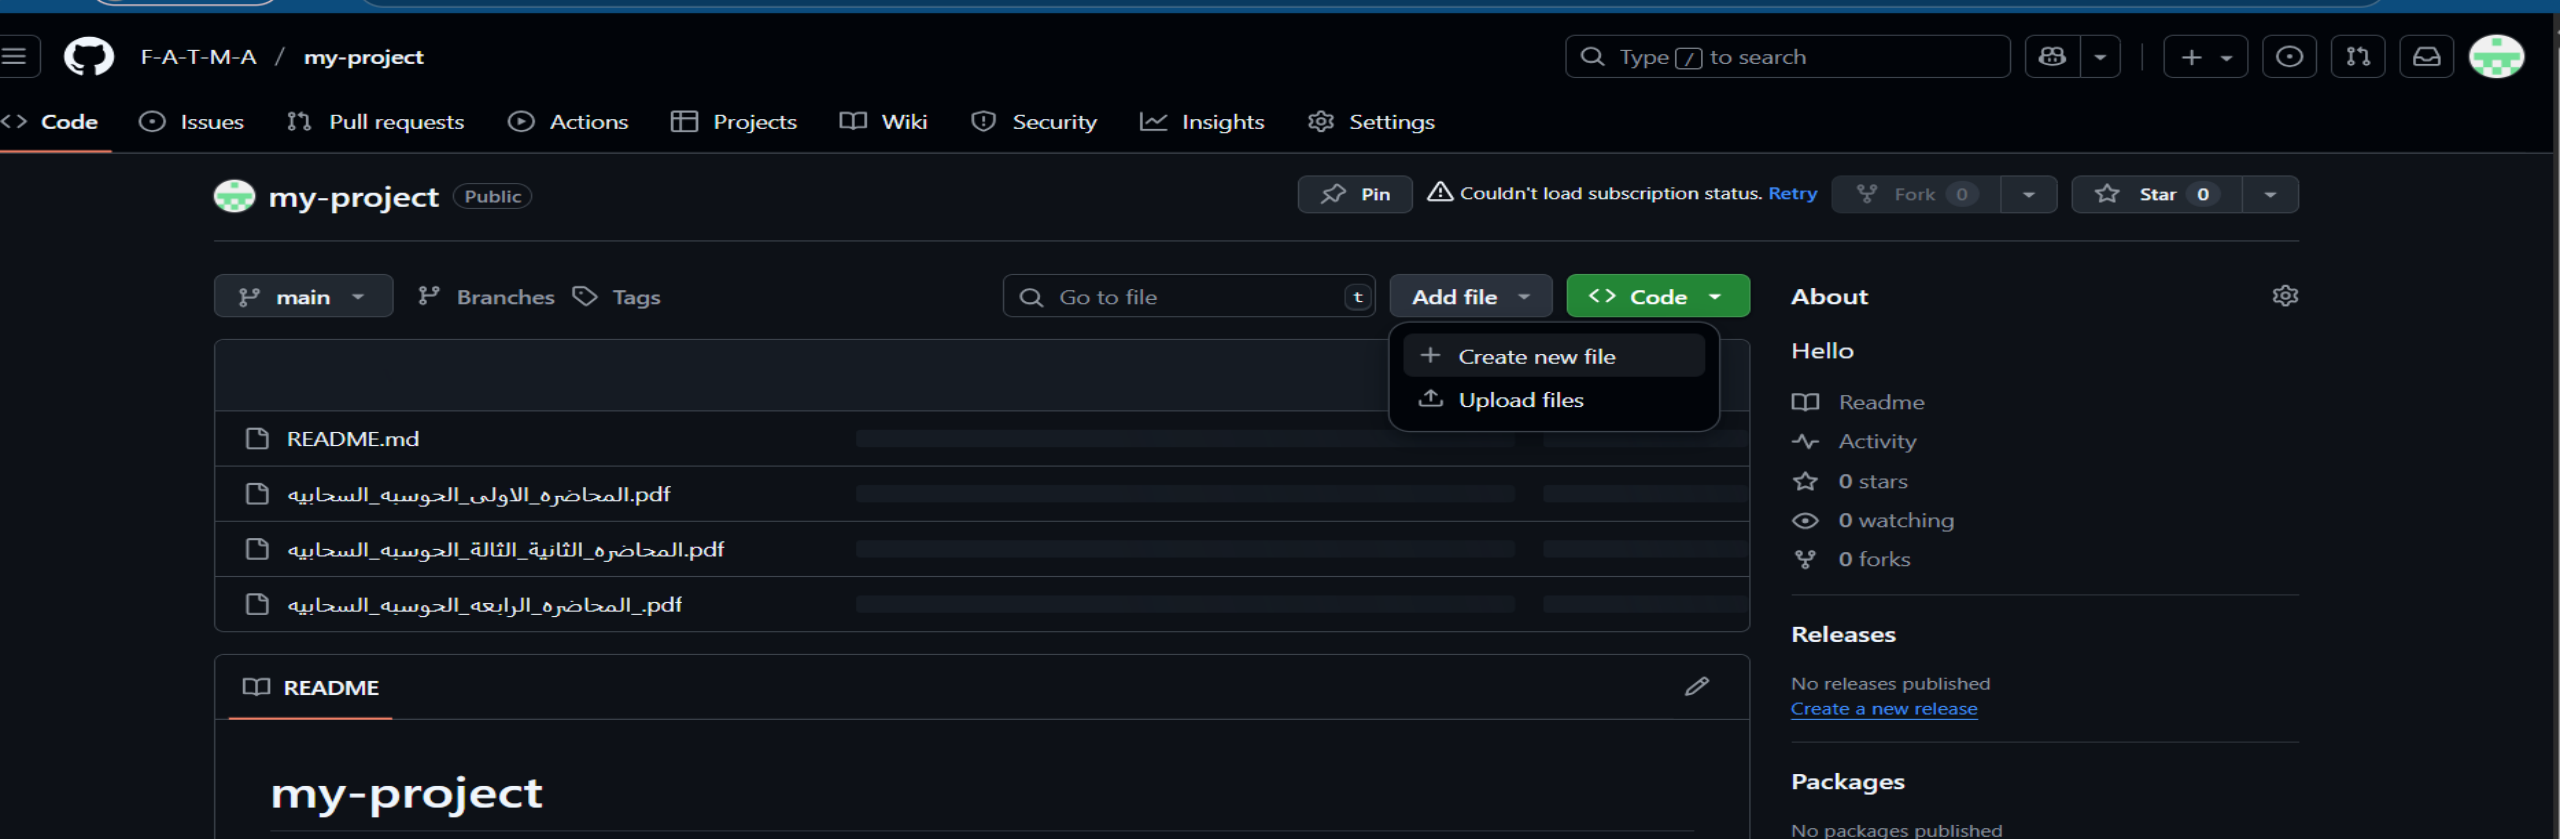 F-A-T-M-A / my-project
Type / to search
Code Issues Pull requests Actions Projects Wiki Security Insights Settings
my-project Public
Pin Couldn't load subscription status. Retry Fork 0 Star 0
main Branches Tags Go to file t Add file Code
Create new file
Upload files
README.md
المحاضره_الاولى_الحوسبه_السحابيه.pdf
المحاضره_الثانية_الثالة_الحوسبه_السحابيه.pdf
المحاضره_الرابعه_الحوسبه_السحابيه_.pdf
README
my-project
About
Hello
Readme
Activity
0 stars
0 watching
0 forks
Releases
No releases published
Create a new release
Packages
No packages published